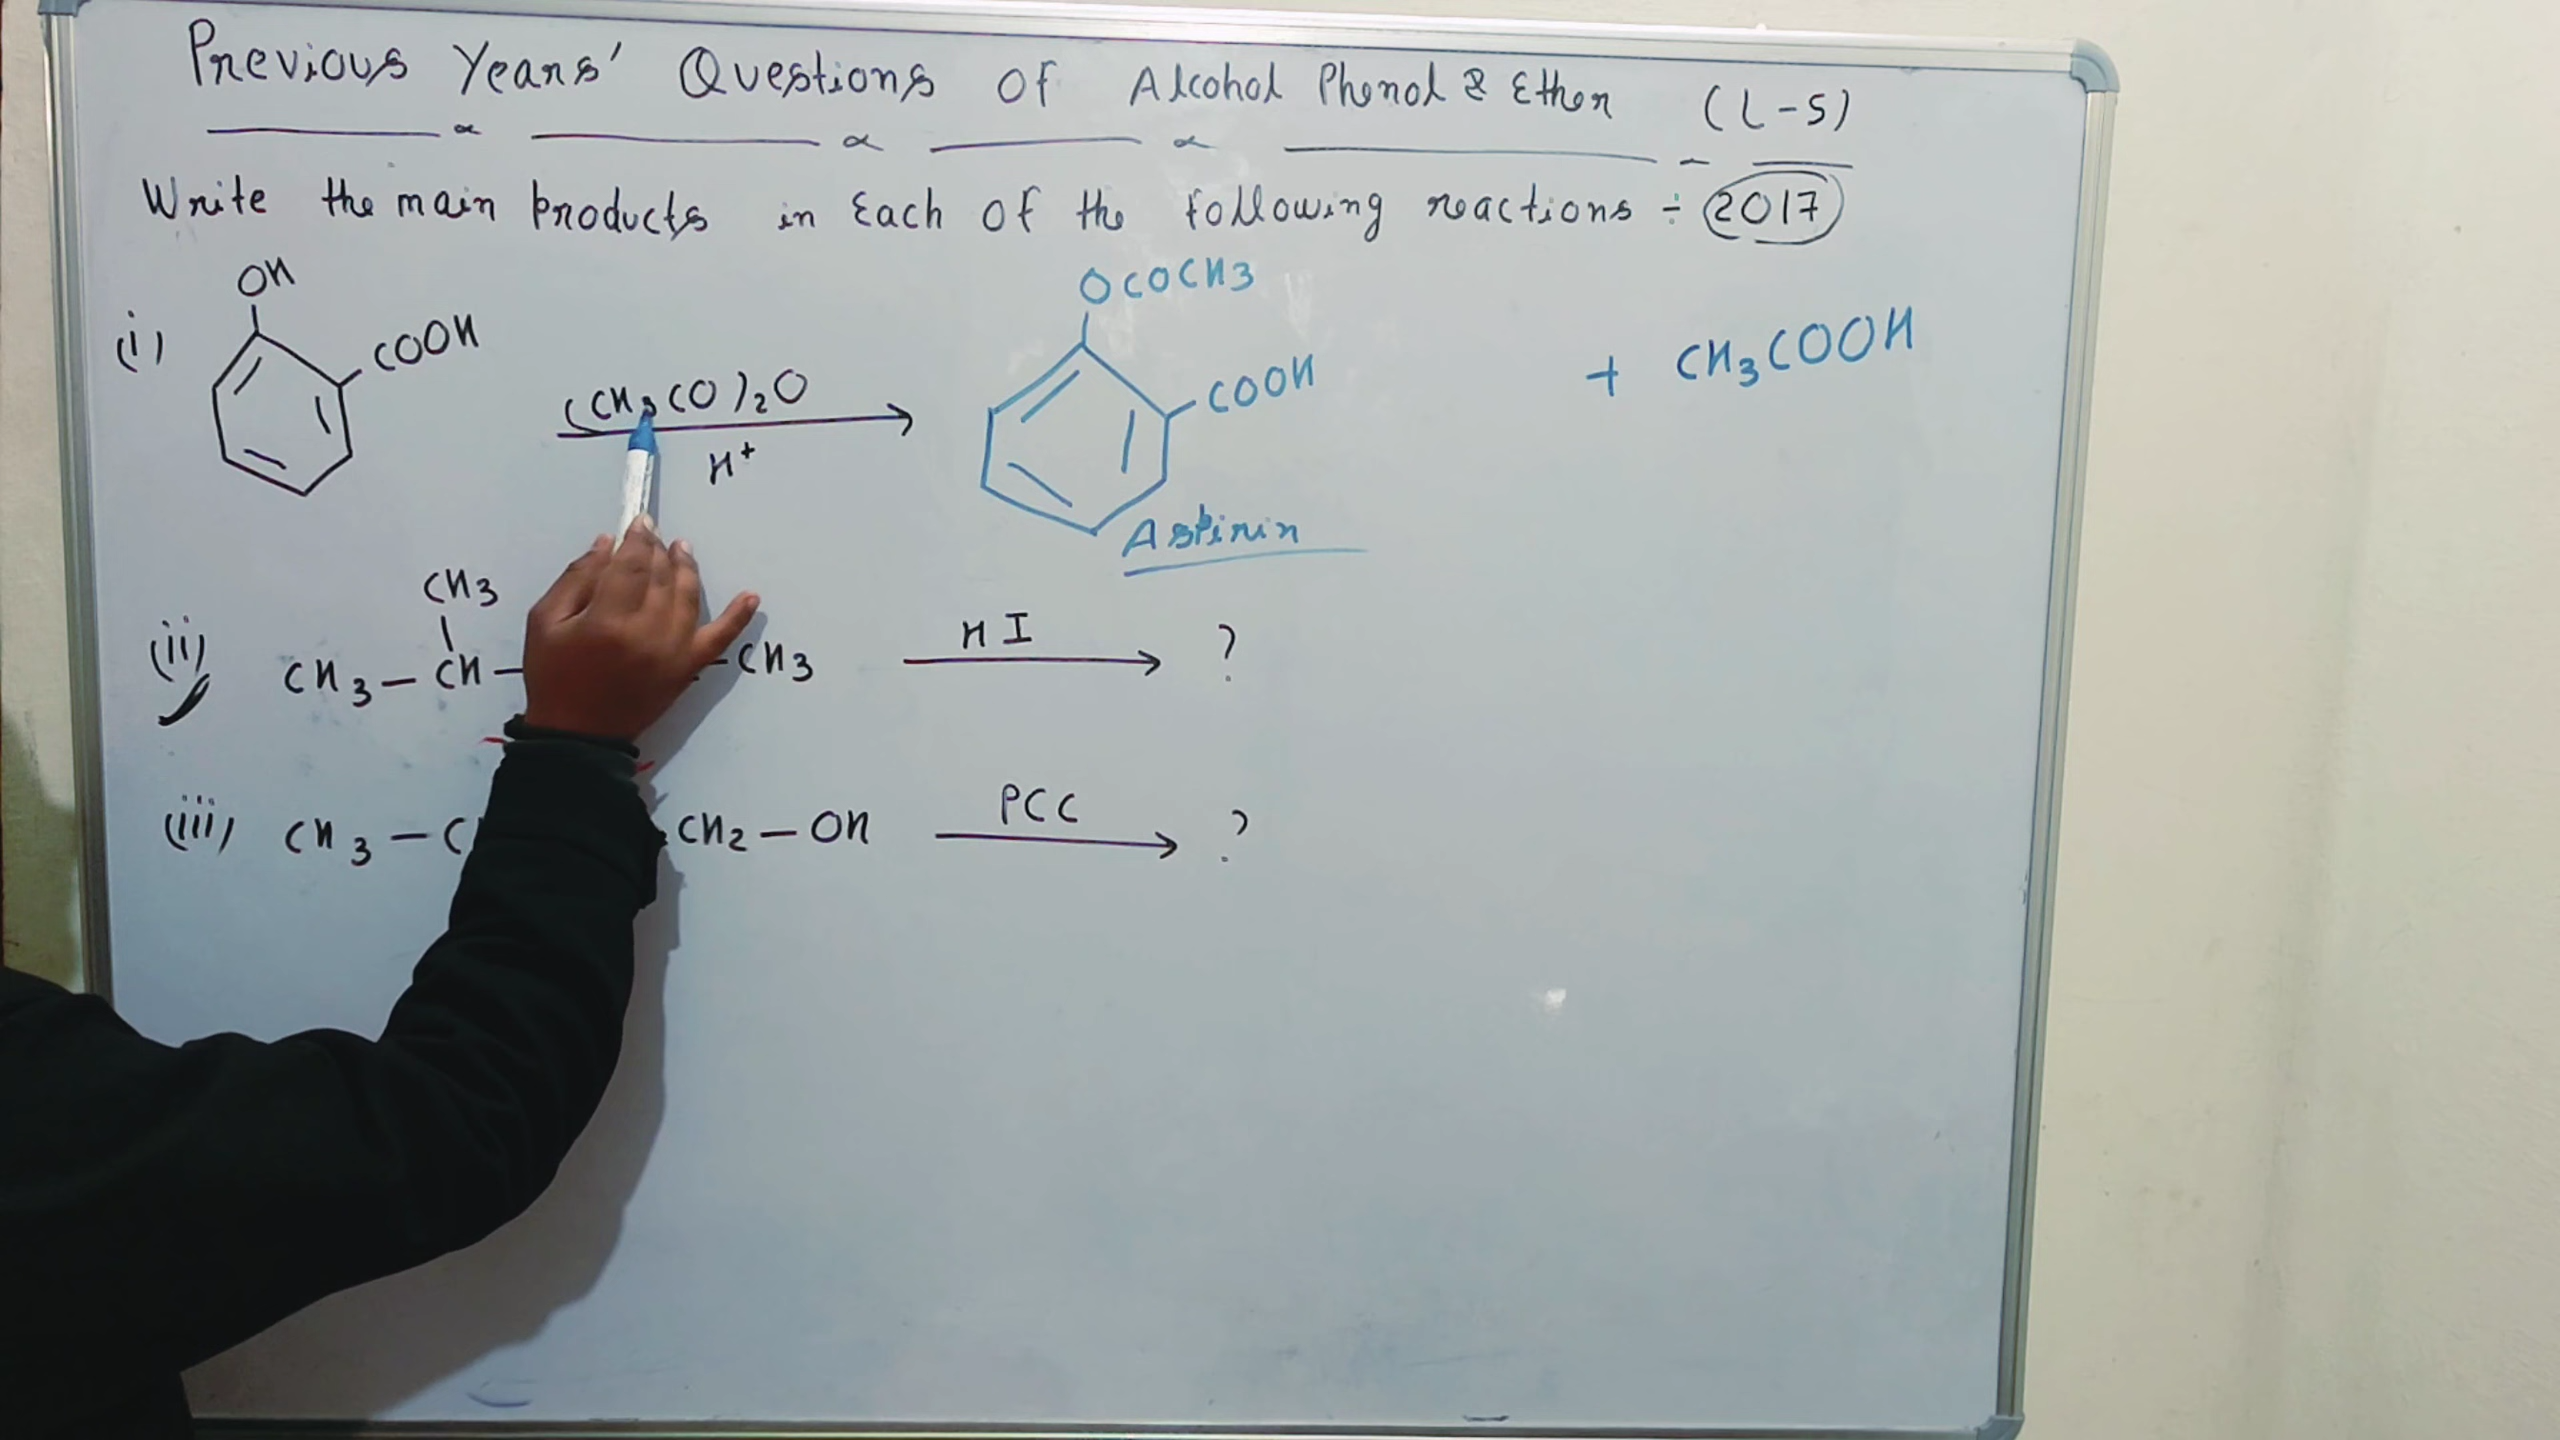 Previous Years' Questions Of Alcohol Phenol & Ether (L-5)
Write the main products in Each of the following reactions ÷ 2017
(i) OH COOH (CH3CO)2O H+ OCOCH3 COOH Aspirin + CH3COOH
CH3
(ii) CH3 – CH – – CH3 HI ?
(iii) CH3 – CH2 – OH PCC ?